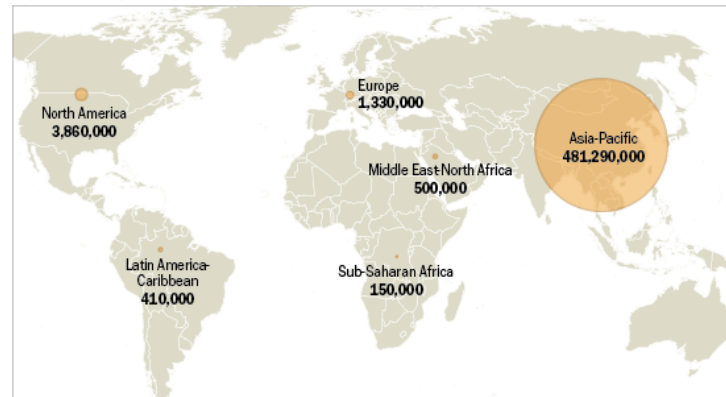 North America
3,860,000
Europe
1,330,000
Asia-Pacific
481,290,000
Middle East-North Africa
500,000
Latin America-
Caribbean
410,000
Sub-Saharan Africa
150,000